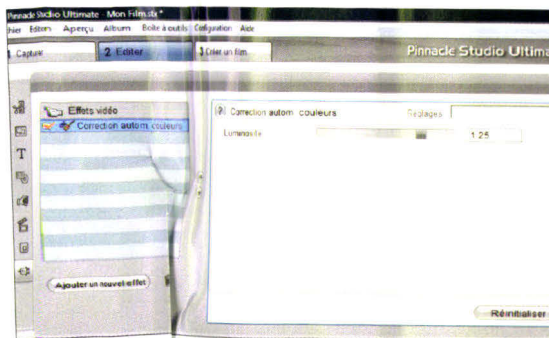 Pinnacle Studio Ultimate - Mon Film.stx *
hier Editers Aperçu Album Boîte à outils Configuration Aide
1 Capturer 2 Editer 3 Créer un film
Pinnacle Studio Ultima
Effets vidéo
Correction autom. couleurs
Correction autom. couleurs Réglages
Luminosité 1.25
T
Ajouter un nouvel effet
Réinitialiser